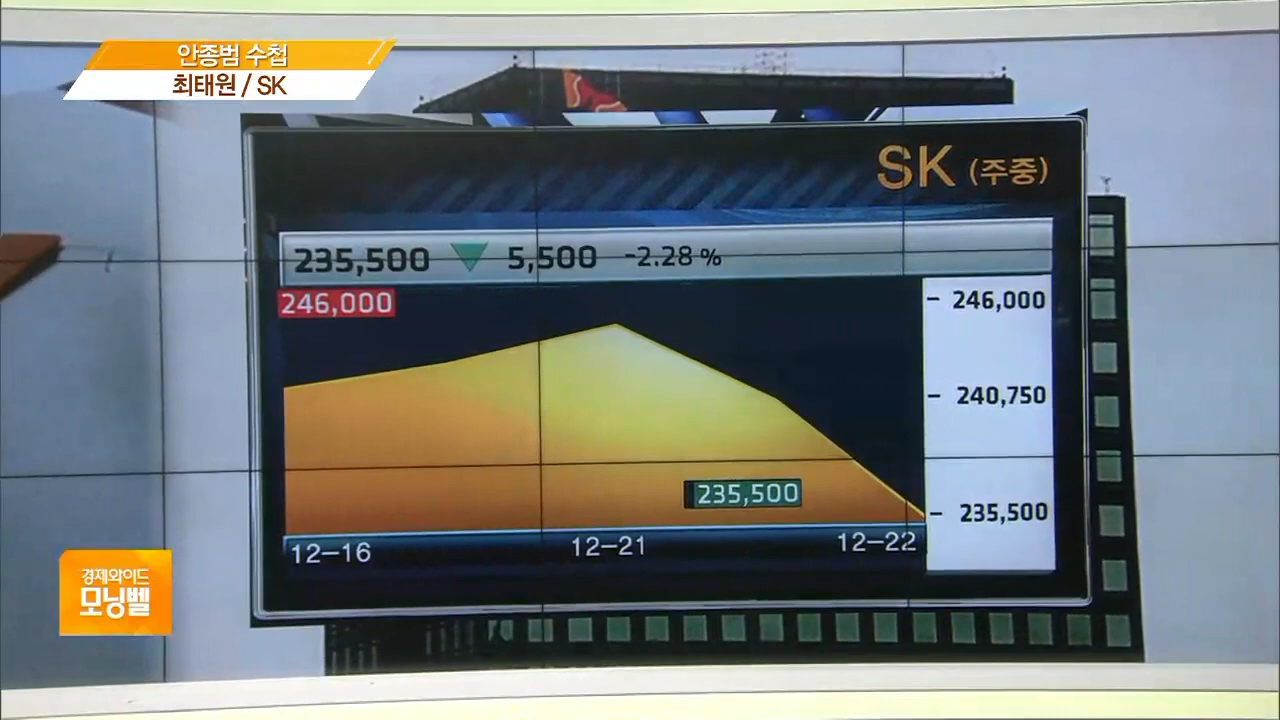 안종범 수첩
최태원 / SK
SK (주중)
235,500 ▼ 5,500 -2.28 %
246,000
- 246,000
- 240,750
235,500
- 235,500
12-16 12-21 12-22
경제와이드
모닝벨